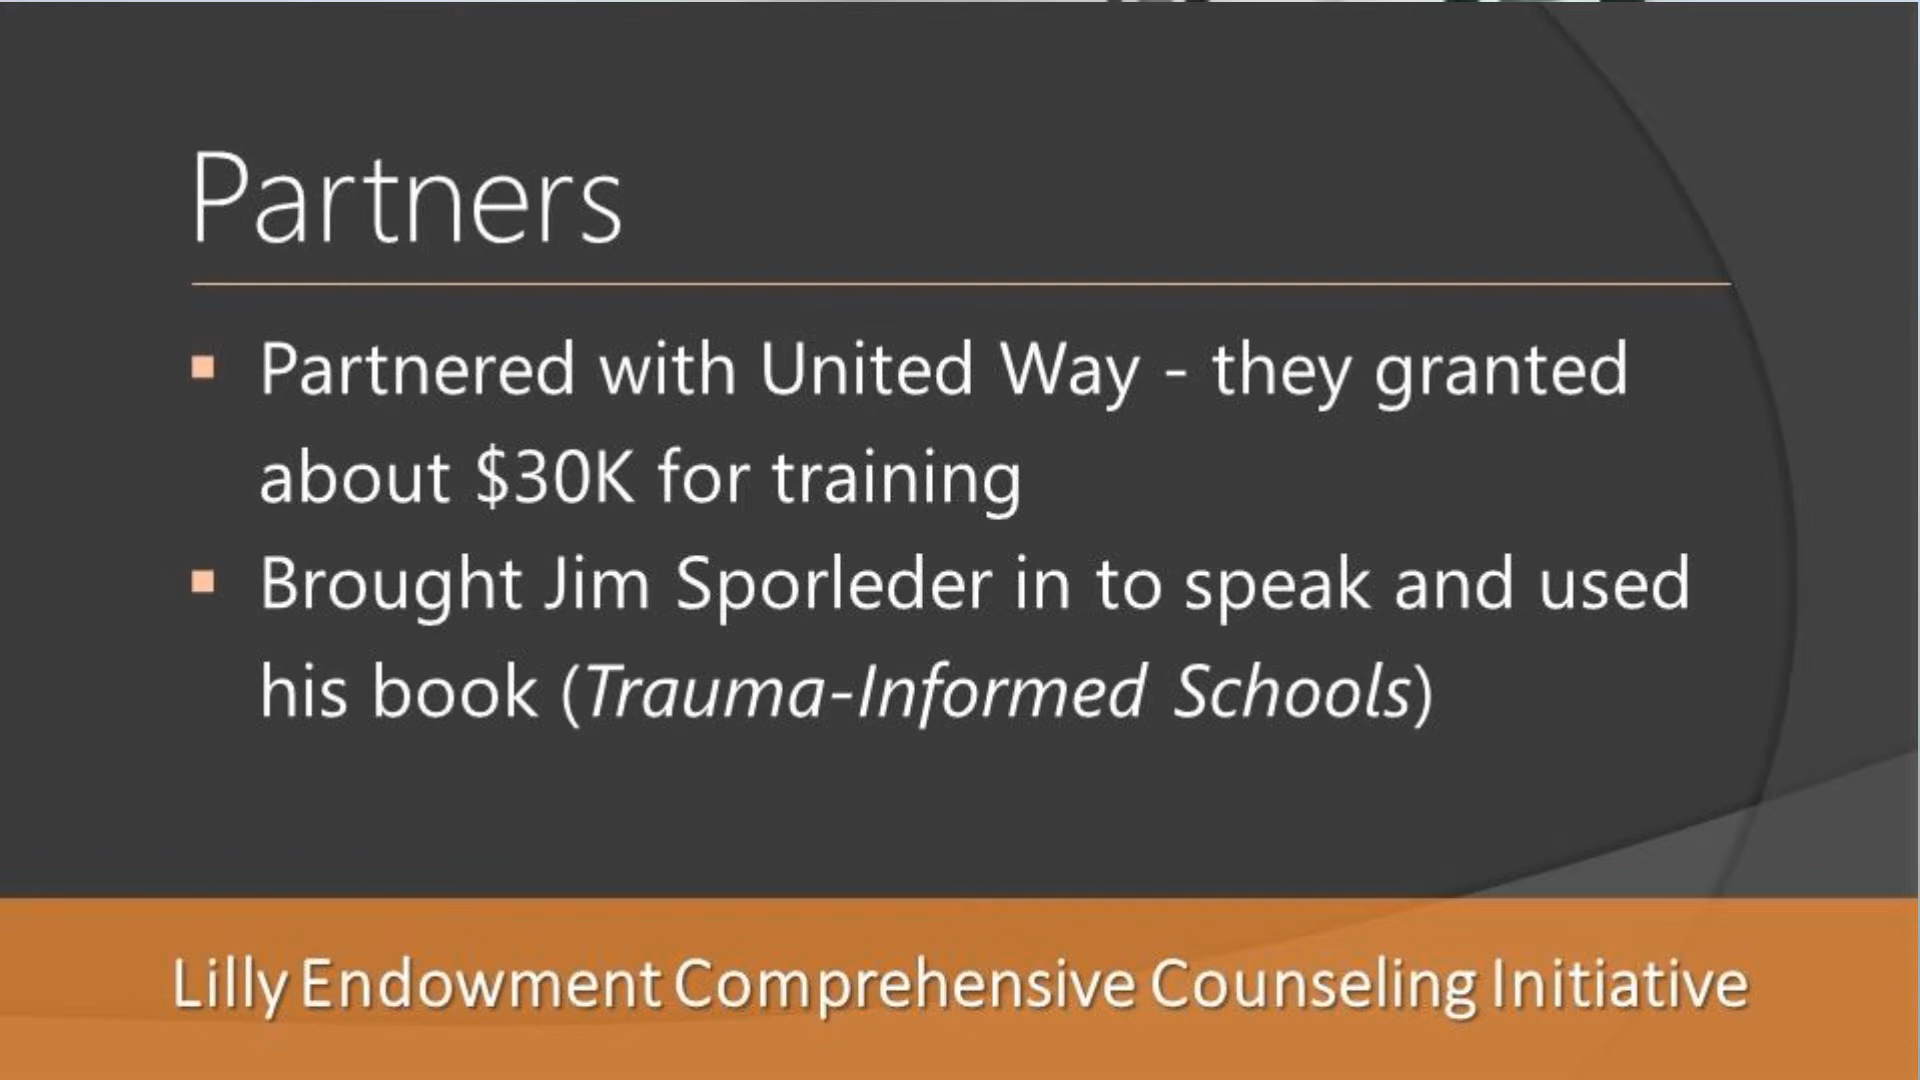 Partners
▪ Partnered with United Way - they granted
about $30K for training
▪ Brought Jim Sporleder in to speak and used
his book (Trauma-Informed Schools)
Lilly Endowment Comprehensive Counseling Initiative